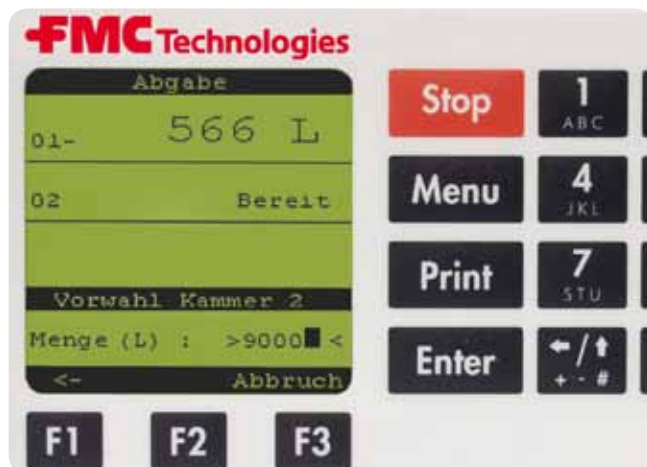 FMC Technologies
Abgabe
01- 566 L
02 Bereit
Vorwahl Kammer 2
Menge (L) : >9000 <
<- Abbruch
F1 F2 F3
Stop 1 ABC
Menu 4 JKL
Print 7 STU
Enter ←/↑ + - #